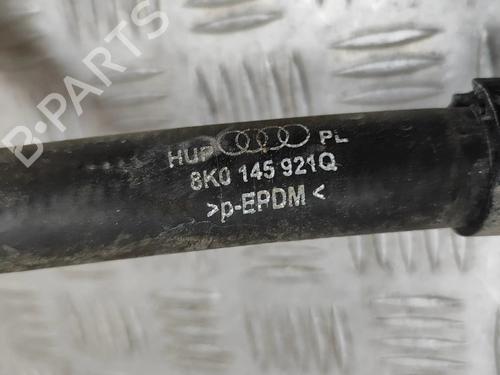 B-PARTS
HUP PL
8K0 145 921Q
>p-EPDM<